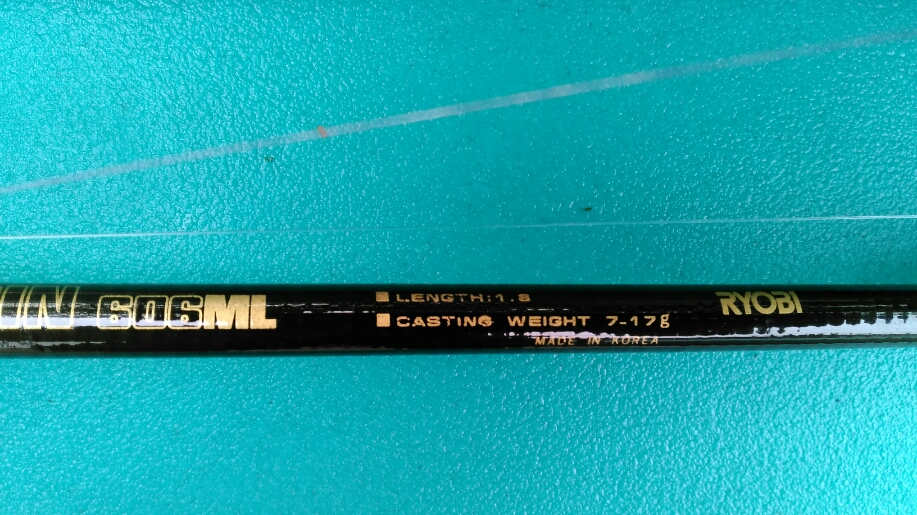 606ML
LENGTH:1.8
CASTING WEIGHT 7-17g
MADE IN KOREA
RYOBI